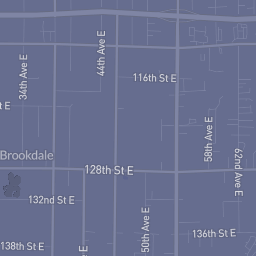 44th Ave E
34th Ave E
116th St E
t E
58th Ave E
Brookdale
128th St E
62nd Ave E
132nd St E
50th Ave E
136th St E
138th St E
E